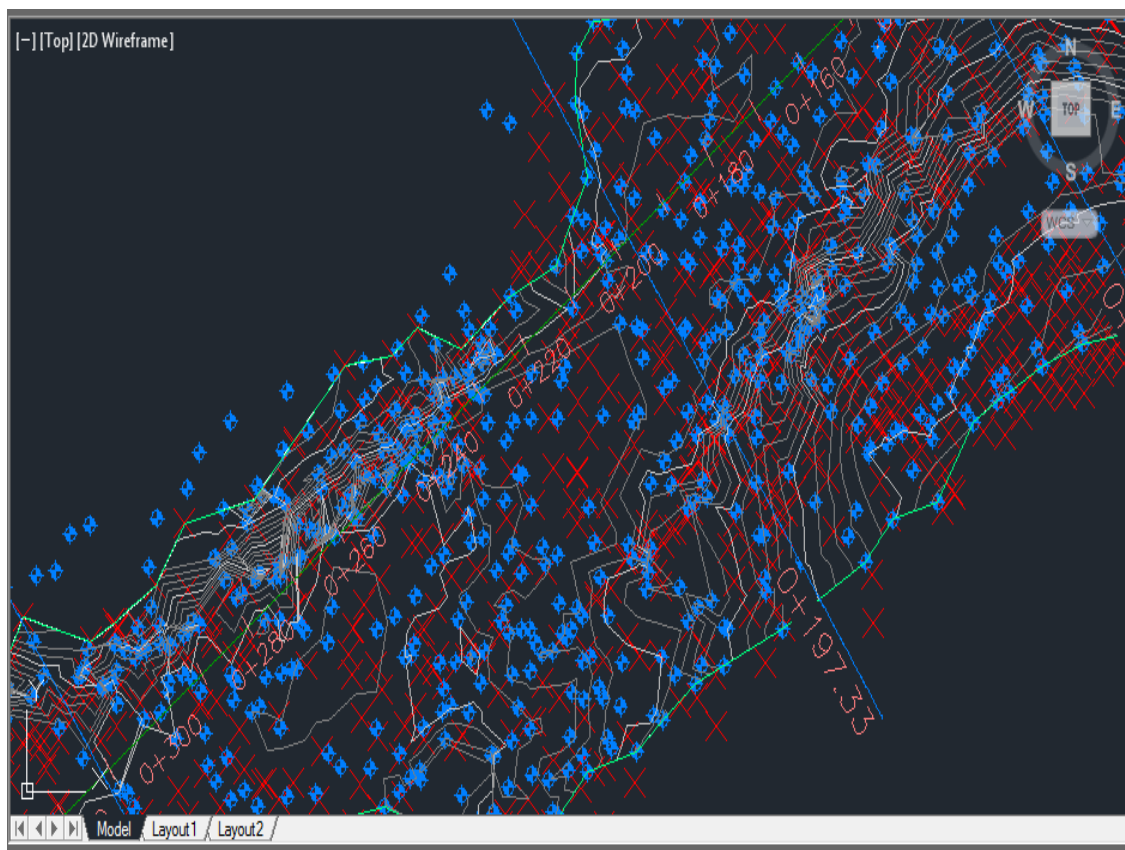 [−] [Top] [2D Wireframe]
N
W
TOP
E
S
WCS
0+160
0+180
0+200
0+220
0+240
0+260
0+280
0+300
0+197.33
Y
X
Model
Layout1
Layout2